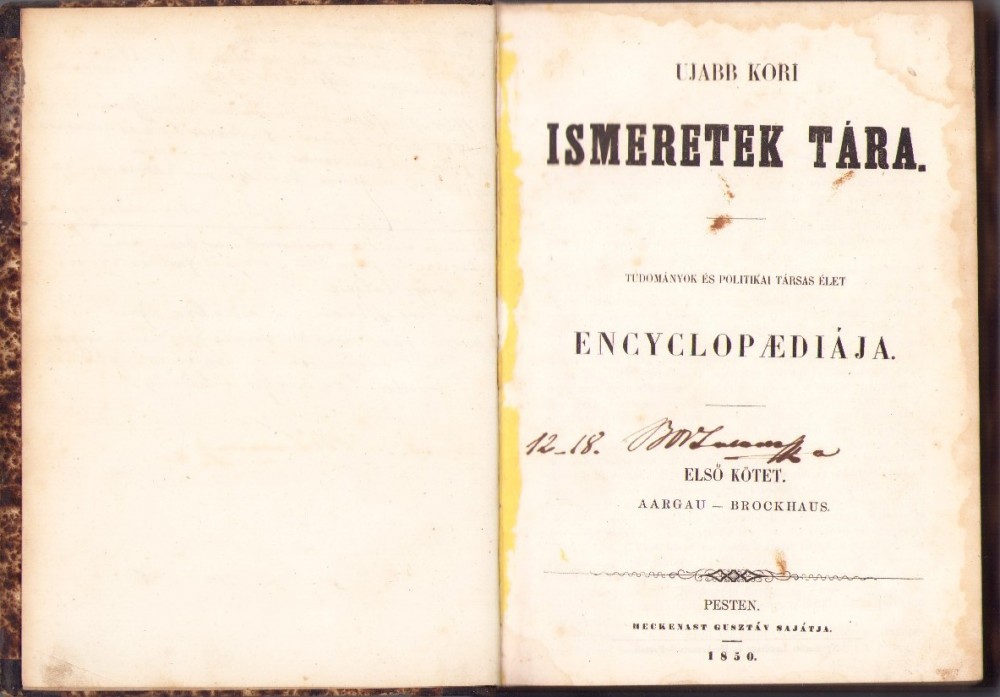 UJABB KORI
ISMERETEK TÁRA.
TUDOMÁNYOK ÉS POLITIKAI TÁRSAS ÉLET
ENCYCLOPÆDIÁJA.
12-18.
ELSŐ KÖTET.
AARGAU — BROCKHAUS.
PESTEN.
HECKENAST GUSZTÁV SAJÁTJA.
1850.